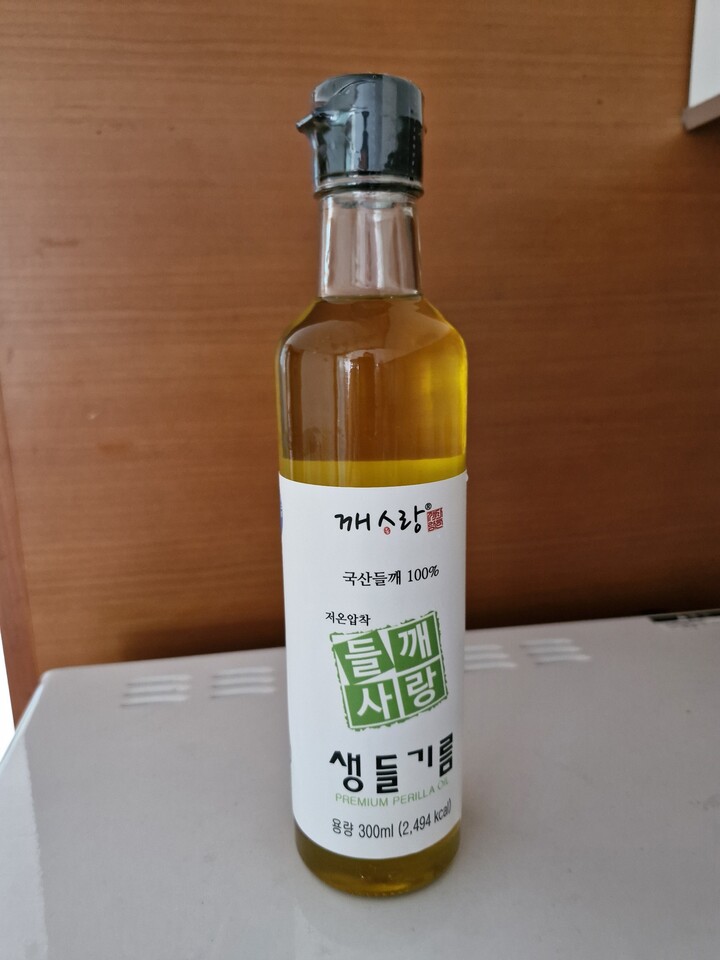 깨사랑®
국산들깨 100%
저온압착
들깨
사랑
생들기름
PREMIUM PERILLA OIL
용량 300ml (2,494 kcal)